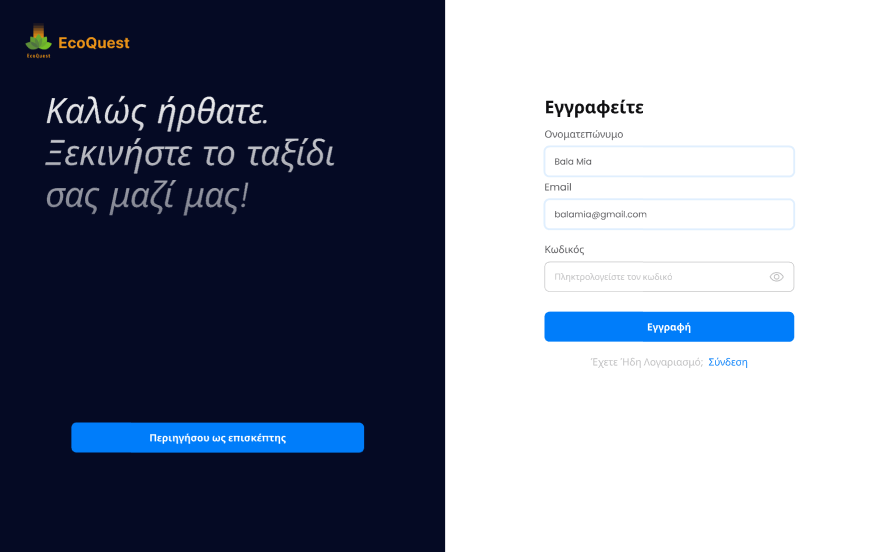 EcoQuest
EcoQuest
Καλώς ήρθατε.
Ξεκινήστε το ταξίδι
σας μαζί μας!
Περιηγήσου ως επισκέπτης
Εγγραφείτε
Ονοματεπώνυμο
Bala Mia
Email
balamia@gmail.com
Κωδικός
Πληκτρολογείστε τον κωδικό
Εγγραφή
Έχετε Ήδη Λογαριασμό; Σύνδεση